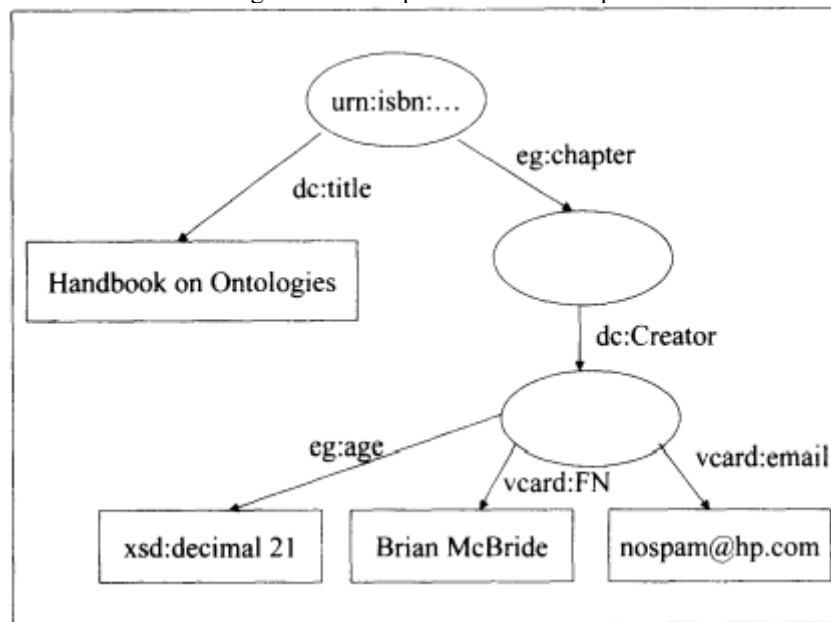 urn:isbn:...
eg:chapter
dc:title
Handbook on Ontologies
dc:Creator
eg:age
vcard:FN
vcard:email
xsd:decimal 21
Brian McBride
nospam@hp.com